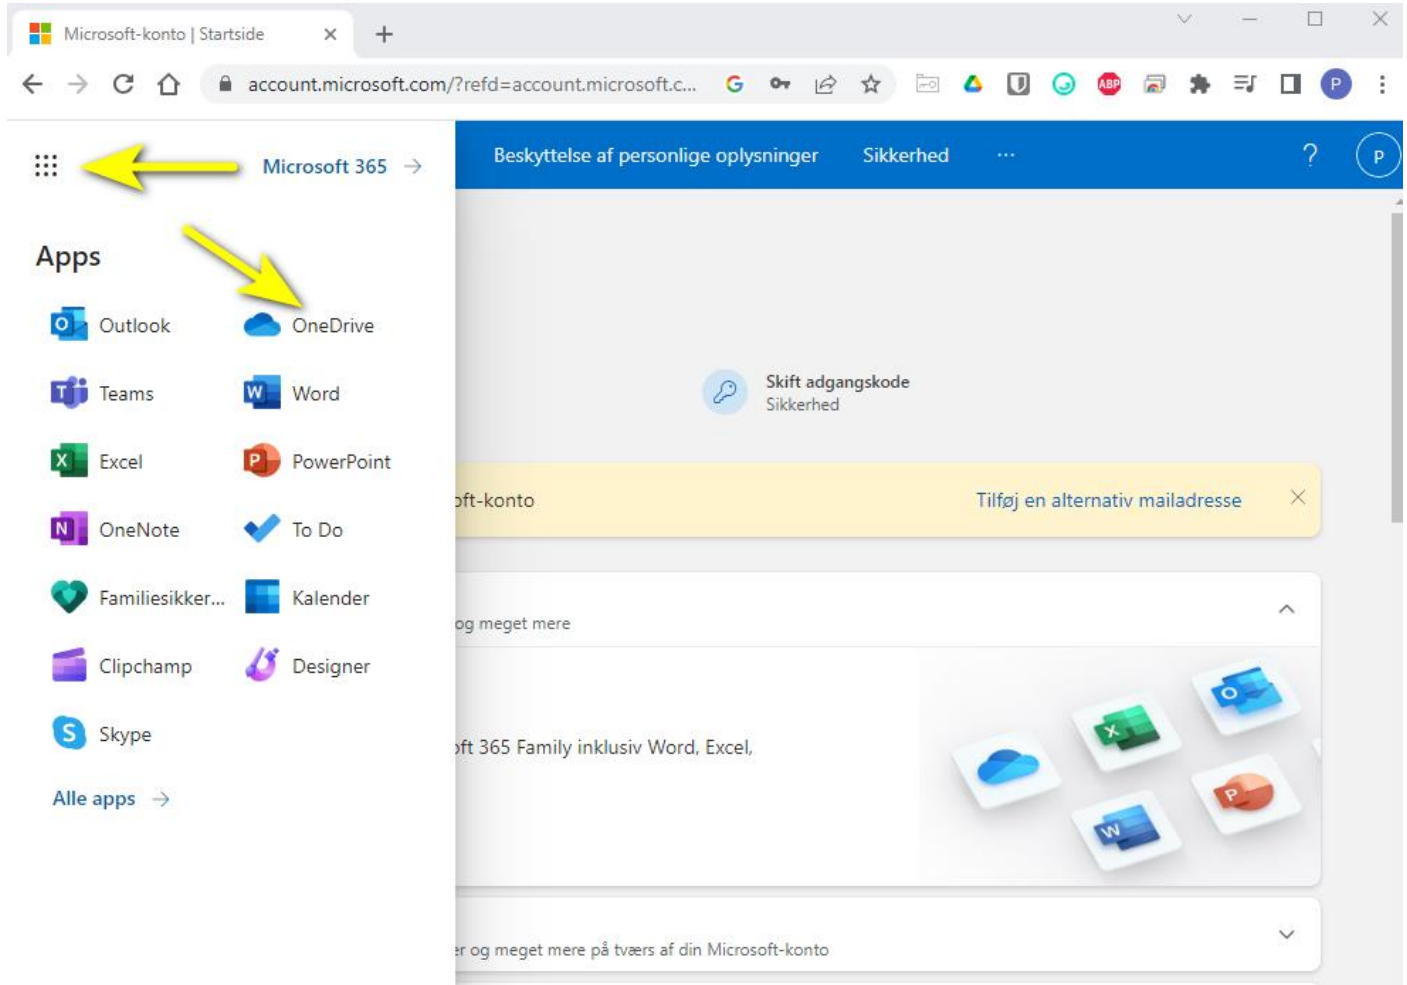 Microsoft-konto | Startside
account.microsoft.com/?refd=account.microsoft.c...
ABP
P
Microsoft 365
Beskyttelse af personlige oplysninger
Sikkerhed
...
?
P
Apps
Outlook
OneDrive
Teams
Word
Excel
PowerPoint
OneNote
To Do
Familiesikker...
Kalender
Clipchamp
Designer
Skype
Alle apps
Skift adgangskode
Sikkerhed
oft-konto
Tilføj en alternativ mailadresse
og meget mere
oft 365 Family inklusiv Word, Excel,
er og meget mere på tværs af din Microsoft-konto